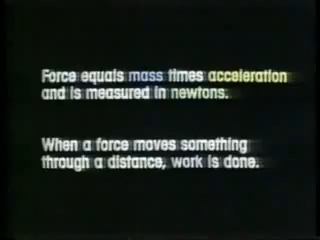 Force equals mass times acceleration
and is measured in newtons.
When a force moves something
through a distance, work is done.